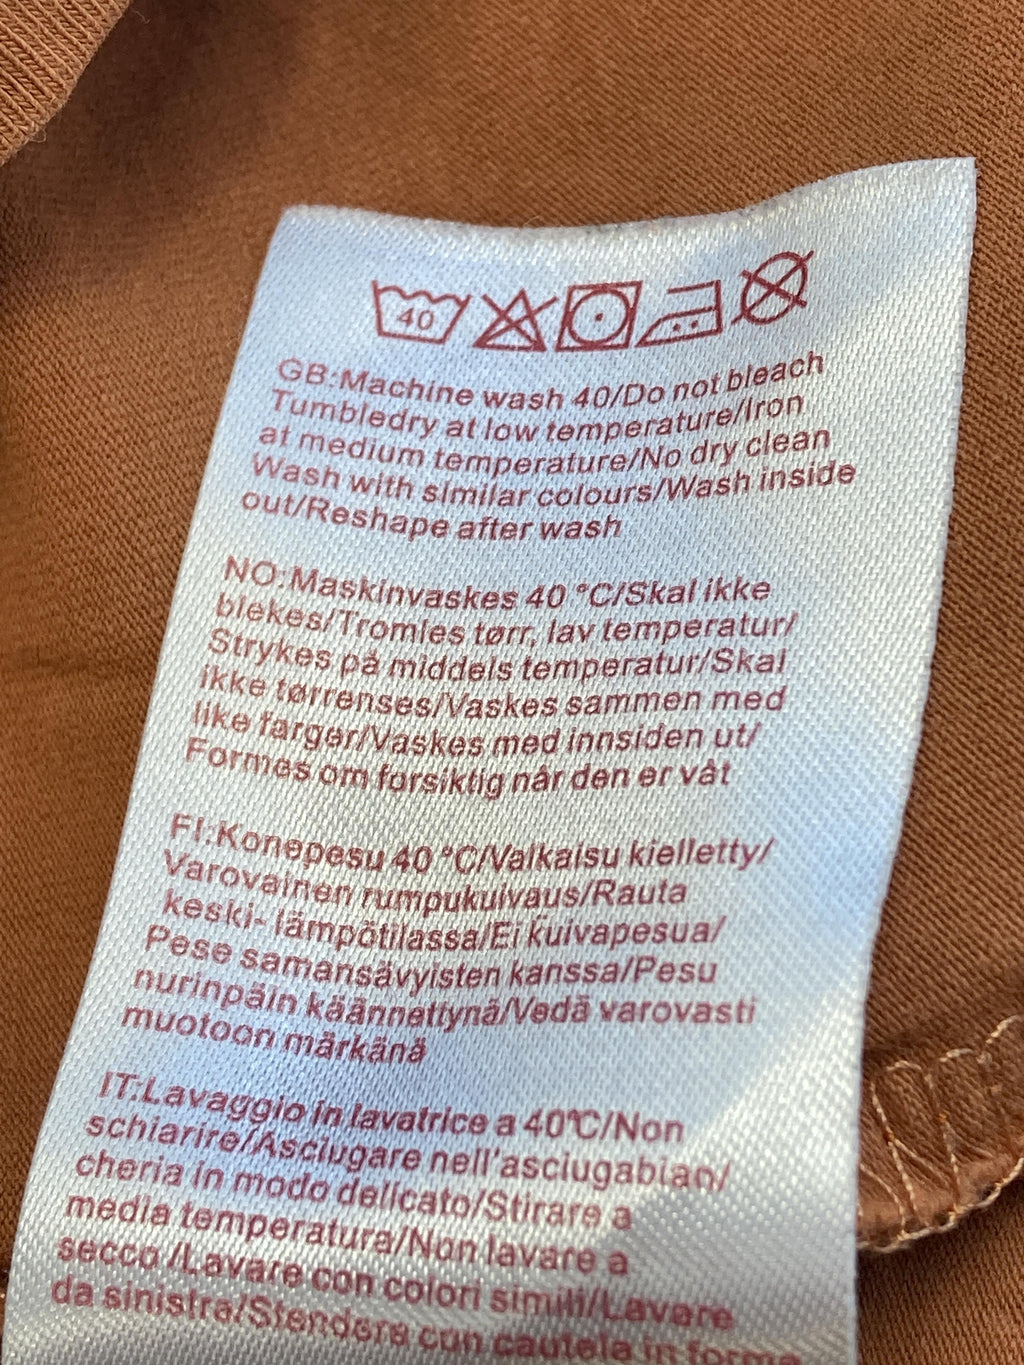 40
GB:Machine wash 40/Do not bleach
Tumbledry at low temperature/Iron
at medium temperature/No dry clean
Wash with similar colours/Wash inside
out/Reshape after wash
NO:Maskinvaskes 40 °C/Skal ikke
blekes/Tromles tørr, lav temperatur/
Strykes på middels temperatur/Skal
ikke tørrenses/Vaskes sammen med
like farger/Vaskes med innsiden ut/
Formes om forsiktig når den er våt
FI:Konepesu 40 °C/Valkaisu kielletty/
Varovainen rumpukuivaus/Rauta
keski- lämpötilassa/Ei kuivapesua/
Pese samansävyisten kanssa/Pesu
nurinpäin käännettynä/Vedä varovasti
muotoon märkänä
IT:Lavaggio in lavatrice a 40℃/Non
schiarire/Asciugare nell'asciugabian/
cheria in modo delicato/Stirare a
media temperatura/Non lavare a
secco /Lavare con colori simili/Lavare
da sinistra/Stendere con cautela in forma